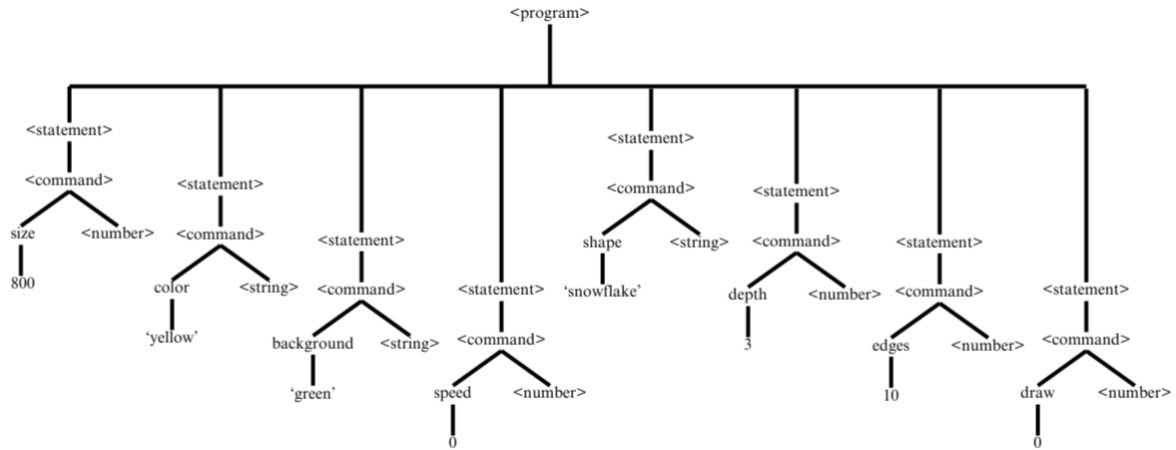 <program>
<statement>
<command>
size
<number>
800
<statement>
<command>
color
<string>
‘yellow’
<statement>
<command>
background
<string>
‘green’
<statement>
<command>
speed
<number>
0
<statement>
<command>
shape
<string>
‘snowflake’
<statement>
<command>
depth
<number>
3
<statement>
<command>
edges
<number>
10
<statement>
<command>
draw
<number>
0